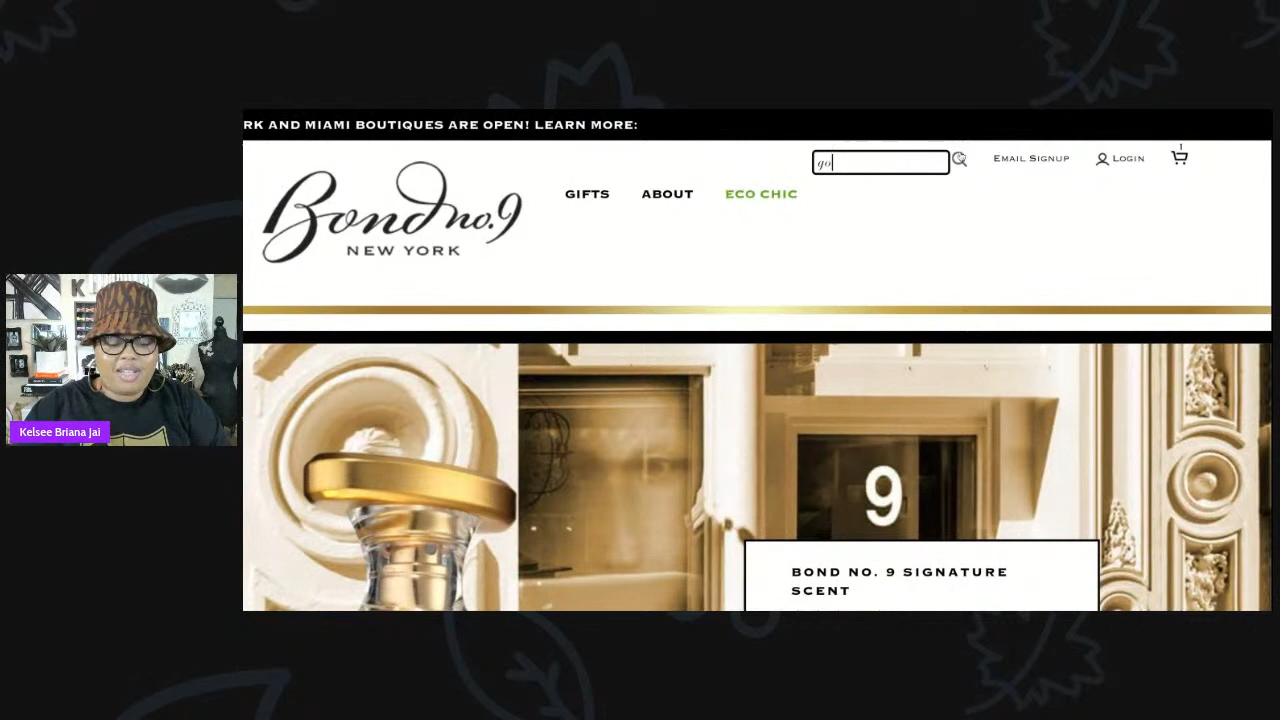 RK AND MIAMI BOUTIQUES ARE OPEN! LEARN MORE:
Bond no.9
NEW YORK
GIFTS
ABOUT
ECO CHIC
go
EMAIL SIGNUP
LOGIN
1
K
Kelsee Briana Jai
9
BOND NO. 9 SIGNATURE
SCENT